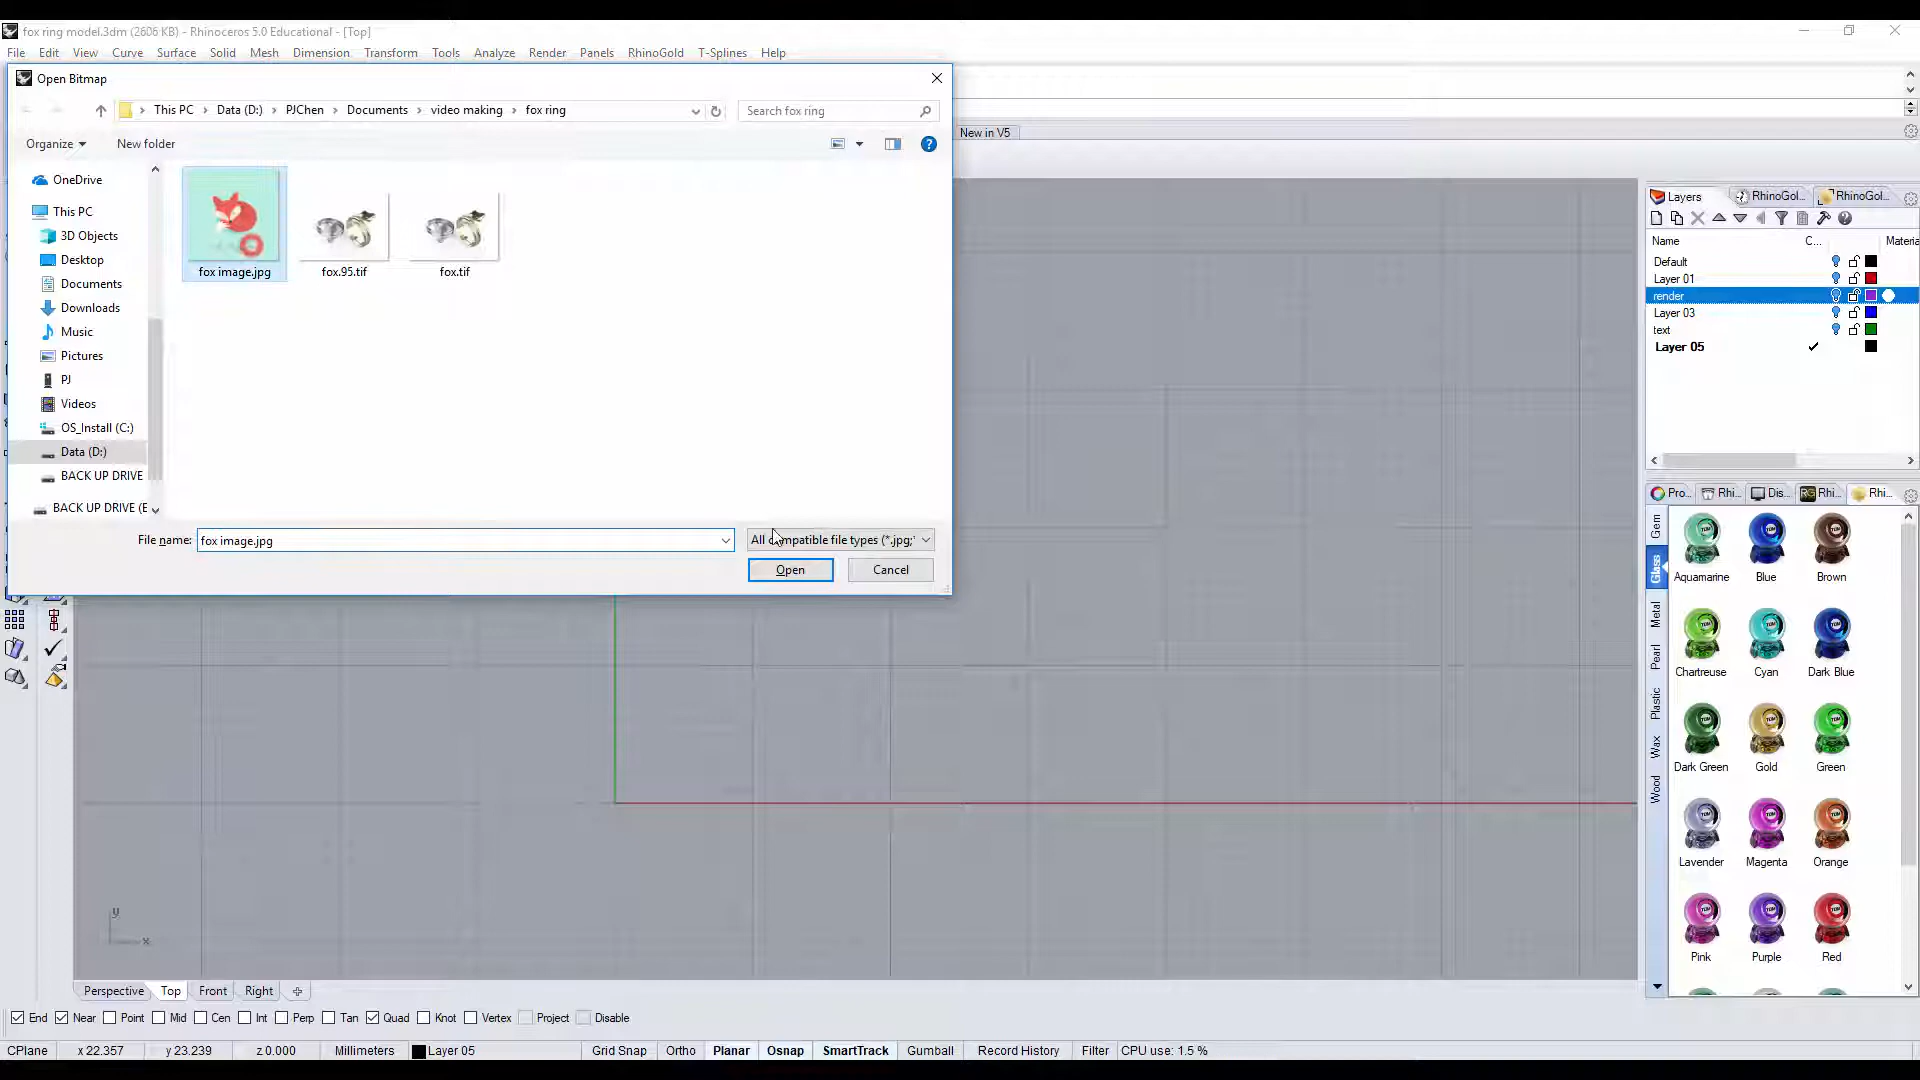 fox ring model.3dm (2606 KB) - Rhinoceros 5.0 Educational - [Top]
File Edit View Curve Surface Solid Mesh Dimension Transform Tools Analyze Render Panels RhinoGold T-Splines Help
Open Bitmap
This PC Data (D:) PJChen Documents video making fox ring
Search fox ring
New in V5
Organize New folder
OneDrive
This PC
3D Objects
Desktop
Documents
Downloads
Music
Pictures
PJ
Videos
OS_Install (C:)
Data (D:)
BACK UP DRIVE
BACK UP DRIVE (E
fox image.jpg fox.95.tif fox.tif
File name: fox image.jpg
All compatible file types (*.jpg;'
Open Cancel
Layers RhinoGol... RhinoGol...
Name C... Materia
Default
Layer 01
render
Layer 03
text
Layer 05
Pro... Rhi... Dis... Rhi... Rhi...
Gem
Glass
Metal
Pearl
Plastic
Wax
Wood
Aquamarine Blue Brown
Chartreuse Cyan Dark Blue
Dark Green Gold Green
Lavender Magenta Orange
Pink Purple Red
y
x
Perspective Top Front Right
End Near Point Mid Cen Int Perp Tan Quad Knot Vertex Project Disable
CPlane x 22.357 y 23.239 z 0.000 Millimeters Layer 05 Grid Snap Ortho Planar Osnap SmartTrack Gumball Record History Filter CPU use: 1.5 %